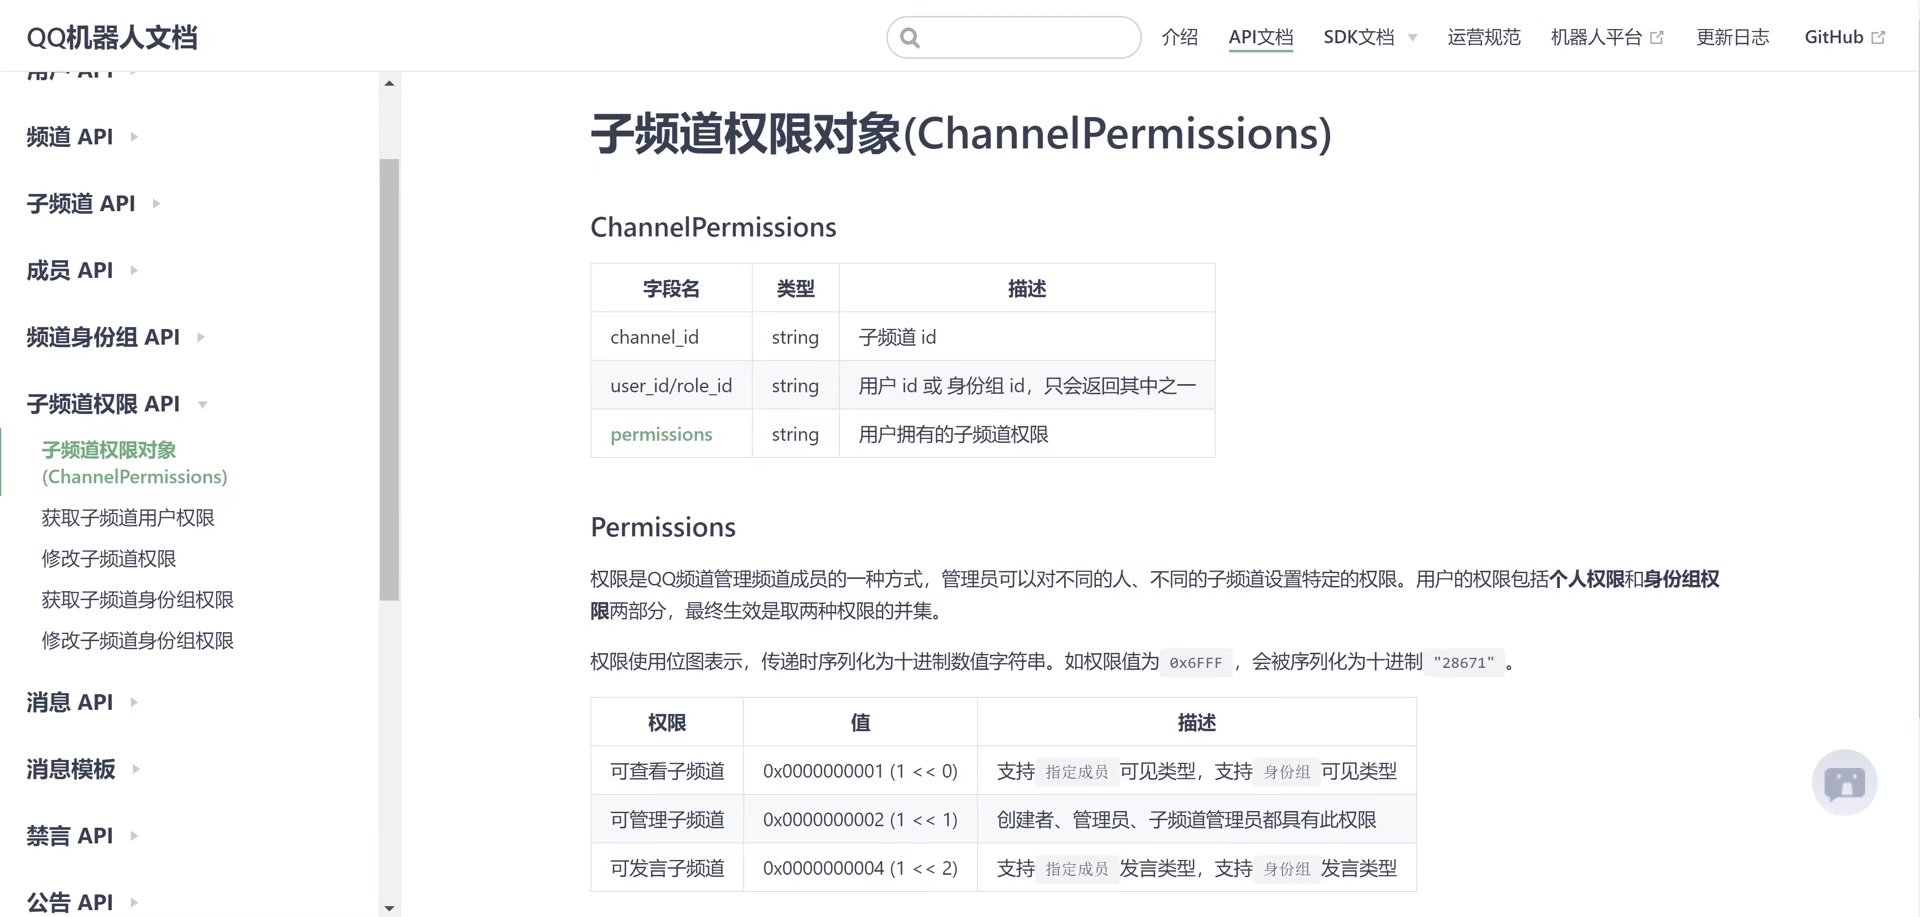 QQ机器人文档
介绍
API文档
SDK文档
运营规范
机器人平台
更新日志
GitHub
用户 API
频道 API
子频道 API
成员 API
频道身份组 API
子频道权限 API
子频道权限对象
(ChannelPermissions)
获取子频道用户权限
修改子频道权限
获取子频道身份组权限
修改子频道身份组权限
消息 API
消息模板
禁言 API
公告 API
子频道权限对象(ChannelPermissions)
ChannelPermissions
字段名 类型 描述
channel_id string 子频道 id
user_id/role_id string 用户 id 或 身份组 id，只会返回其中之一
permissions string 用户拥有的子频道权限
Permissions
权限是QQ频道管理频道成员的一种方式，管理员可以对不同的人、不同的子频道设置特定的权限。用户的权限包括个人权限和身份组权
限两部分，最终生效是取两种权限的并集。
权限使用位图表示，传递时序列化为十进制数值字符串。如权限值为 0x6FFF ，会被序列化为十进制 "28671" 。
权限 值 描述
可查看子频道 0x0000000001 (1 << 0) 支持 指定成员 可见类型，支持 身份组 可见类型
可管理子频道 0x0000000002 (1 << 1) 创建者、管理员、子频道管理员都具有此权限
可发言子频道 0x0000000004 (1 << 2) 支持 指定成员 发言类型，支持 身份组 发言类型